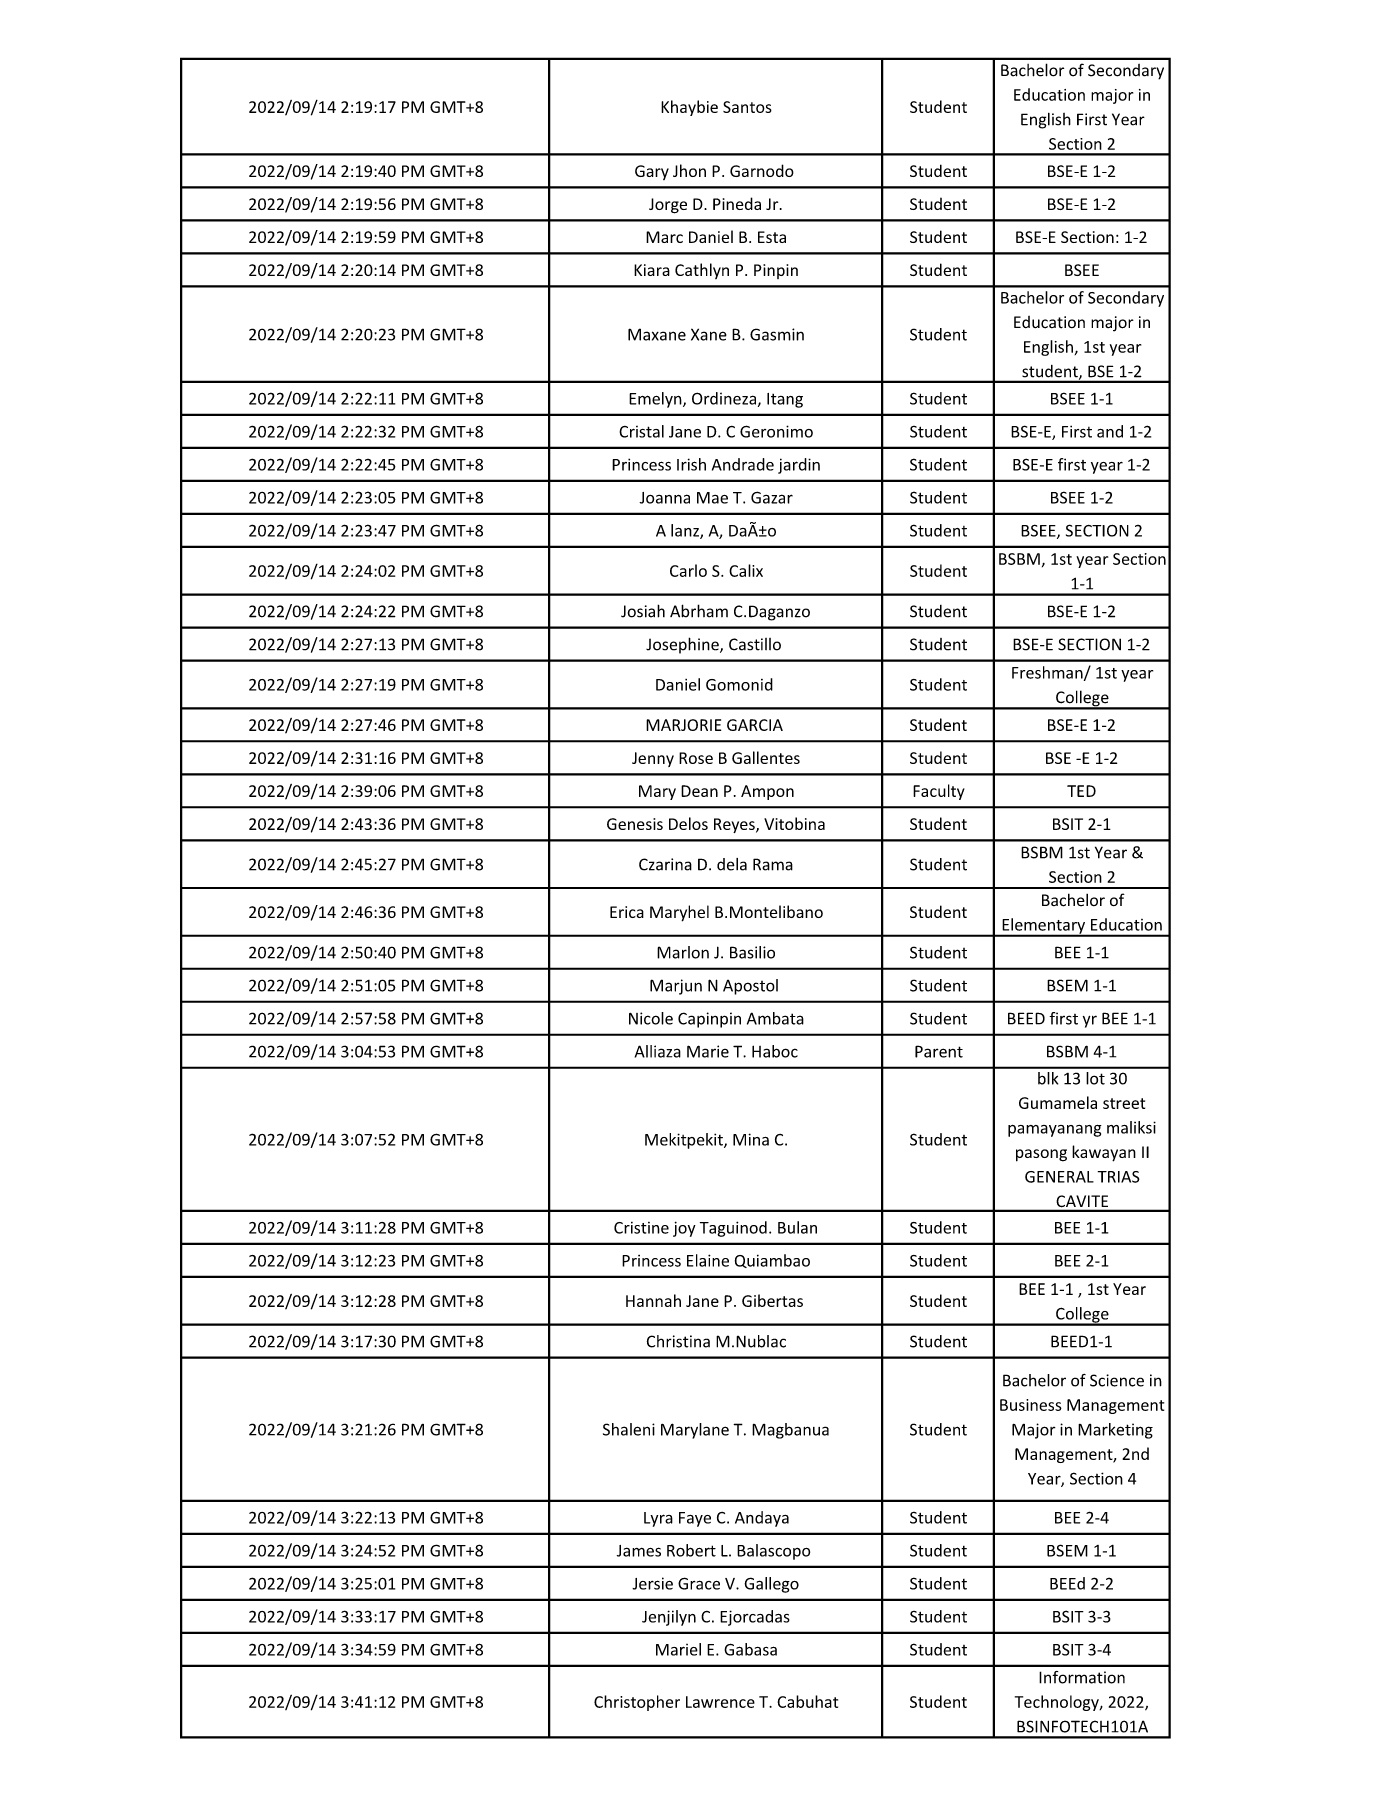 2022/09/14 2:19:17 PM GMT+8 Khaybie Santos Student Bachelor of Secondary
Education major in
English First Year
Section 2
2022/09/14 2:19:40 PM GMT+8 Gary Jhon P. Garnodo Student BSE-E 1-2
2022/09/14 2:19:56 PM GMT+8 Jorge D. Pineda Jr. Student BSE-E 1-2
2022/09/14 2:19:59 PM GMT+8 Marc Daniel B. Esta Student BSE-E Section: 1-2
2022/09/14 2:20:14 PM GMT+8 Kiara Cathlyn P. Pinpin Student BSEE
2022/09/14 2:20:23 PM GMT+8 Maxane Xane B. Gasmin Student Bachelor of Secondary
Education major in
English, 1st year
student, BSE 1-2
2022/09/14 2:22:11 PM GMT+8 Emelyn, Ordineza, Itang Student BSEE 1-1
2022/09/14 2:22:32 PM GMT+8 Cristal Jane D. C Geronimo Student BSE-E, First and 1-2
2022/09/14 2:22:45 PM GMT+8 Princess Irish Andrade jardin Student BSE-E first year 1-2
2022/09/14 2:23:05 PM GMT+8 Joanna Mae T. Gazar Student BSEE 1-2
2022/09/14 2:23:47 PM GMT+8 A lanz, A, DaÃ±o Student BSEE, SECTION 2
2022/09/14 2:24:02 PM GMT+8 Carlo S. Calix Student BSBM, 1st year Section
1-1
2022/09/14 2:24:22 PM GMT+8 Josiah Abrham C.Daganzo Student BSE-E 1-2
2022/09/14 2:27:13 PM GMT+8 Josephine, Castillo Student BSE-E SECTION 1-2
2022/09/14 2:27:19 PM GMT+8 Daniel Gomonid Student Freshman/ 1st year
College
2022/09/14 2:27:46 PM GMT+8 MARJORIE GARCIA Student BSE-E 1-2
2022/09/14 2:31:16 PM GMT+8 Jenny Rose B Gallentes Student BSE -E 1-2
2022/09/14 2:39:06 PM GMT+8 Mary Dean P. Ampon Faculty TED
2022/09/14 2:43:36 PM GMT+8 Genesis Delos Reyes, Vitobina Student BSIT 2-1
2022/09/14 2:45:27 PM GMT+8 Czarina D. dela Rama Student BSBM 1st Year &
Section 2
2022/09/14 2:46:36 PM GMT+8 Erica Maryhel B.Montelibano Student Bachelor of
Elementary Education
2022/09/14 2:50:40 PM GMT+8 Marlon J. Basilio Student BEE 1-1
2022/09/14 2:51:05 PM GMT+8 Marjun N Apostol Student BSEM 1-1
2022/09/14 2:57:58 PM GMT+8 Nicole Capinpin Ambata Student BEED first yr BEE 1-1
2022/09/14 3:04:53 PM GMT+8 Alliaza Marie T. Haboc Parent BSBM 4-1
2022/09/14 3:07:52 PM GMT+8 Mekitpekit, Mina C. Student blk 13 lot 30
Gumamela street
pamayanang maliksi
pasong kawayan II
GENERAL TRIAS
CAVITE
2022/09/14 3:11:28 PM GMT+8 Cristine joy Taguinod. Bulan Student BEE 1-1
2022/09/14 3:12:23 PM GMT+8 Princess Elaine Quiambao Student BEE 2-1
2022/09/14 3:12:28 PM GMT+8 Hannah Jane P. Gibertas Student BEE 1-1 , 1st Year
College
2022/09/14 3:17:30 PM GMT+8 Christina M.Nublac Student BEED1-1
2022/09/14 3:21:26 PM GMT+8 Shaleni Marylane T. Magbanua Student Bachelor of Science in
Business Management
Major in Marketing
Management, 2nd
Year, Section 4
2022/09/14 3:22:13 PM GMT+8 Lyra Faye C. Andaya Student BEE 2-4
2022/09/14 3:24:52 PM GMT+8 James Robert L. Balascopo Student BSEM 1-1
2022/09/14 3:25:01 PM GMT+8 Jersie Grace V. Gallego Student BEEd 2-2
2022/09/14 3:33:17 PM GMT+8 Jenjilyn C. Ejorcadas Student BSIT 3-3
2022/09/14 3:34:59 PM GMT+8 Mariel E. Gabasa Student BSIT 3-4
2022/09/14 3:41:12 PM GMT+8 Christopher Lawrence T. Cabuhat Student Information
Technology, 2022,
BSINFOTECH101A